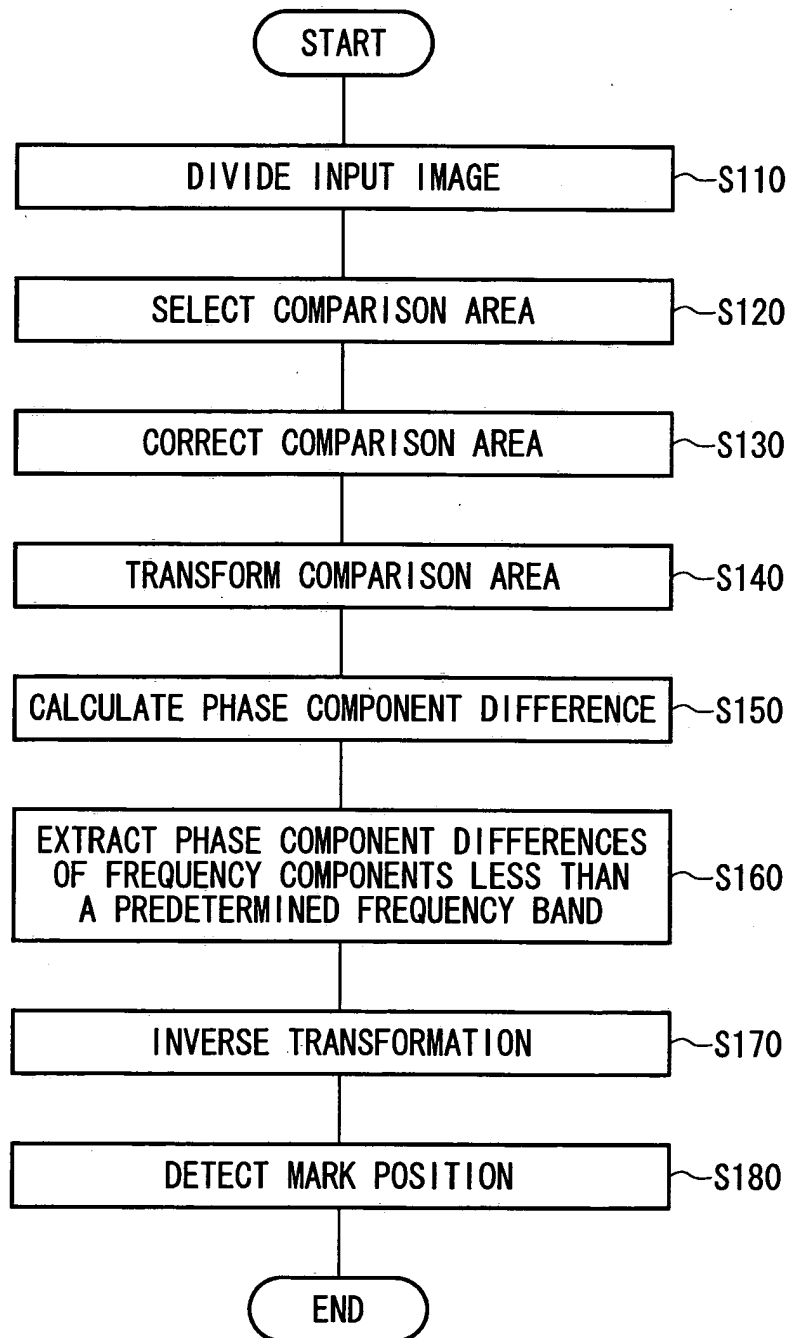 START
DIVIDE INPUT IMAGE
S110
SELECT COMPARISON AREA
S120
CORRECT COMPARISON AREA
S130
TRANSFORM COMPARISON AREA
S140
CALCULATE PHASE COMPONENT DIFFERENCE
S150
EXTRACT PHASE COMPONENT DIFFERENCES
OF FREQUENCY COMPONENTS LESS THAN
A PREDETERMINED FREQUENCY BAND
S160
INVERSE TRANSFORMATION
S170
DETECT MARK POSITION
S180
END